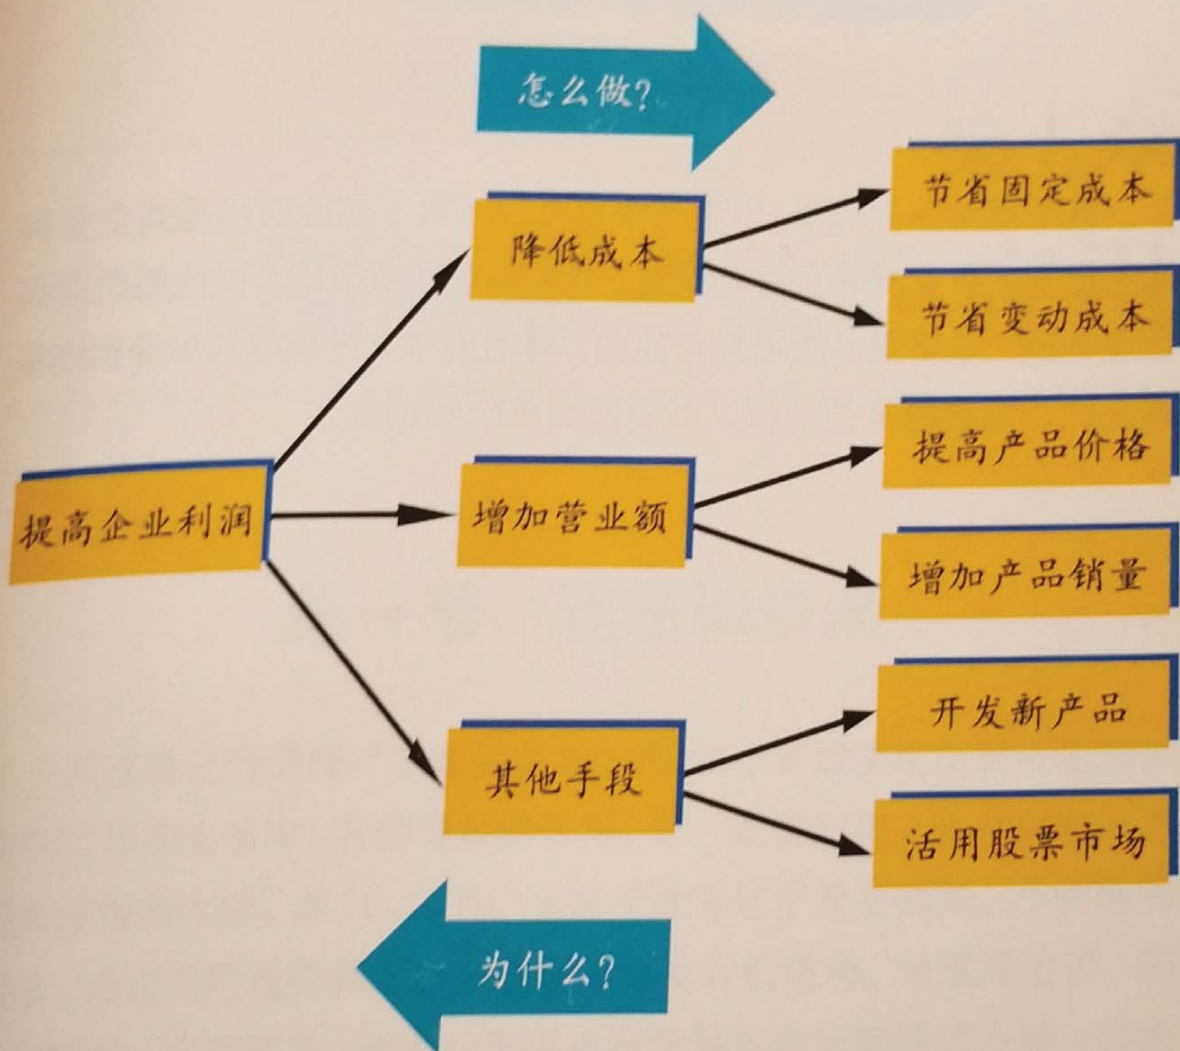 怎么做?
节省固定成本
降低成本
节省变动成本
提高产品价格
提高企业利润
增加营业额
增加产品销量
开发新产品
其他手段
活用股票市场
为什么?